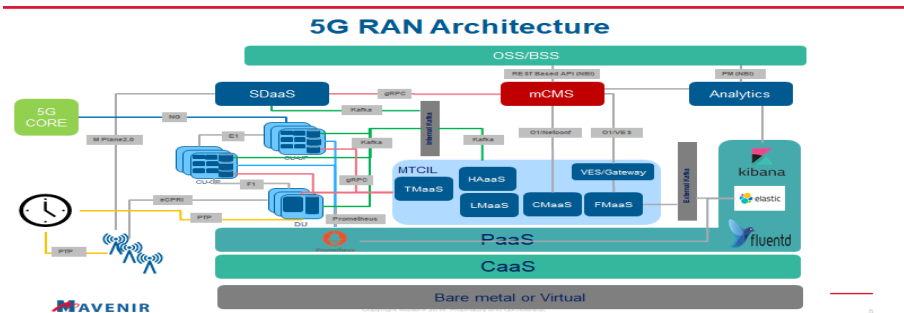 5G RAN Architecture
OSS/BSS
REST Based API (NBI)
PM (NBI)
SDaaS
gRPC
mCMS
Analytics
5G
CORE
NG
Kafka
Internal Kafka
M Plane2.0
E1
Kafka
Kafka
O1/Netconf
O1/VES
CU-UP
CU-CP
gRPC
MTCIL
HAaaS
VES/Gateway
TMaaS
LMaaS
CMaaS
FMaaS
External Kafka
kibana
elastic
fluentd
F1
eCPRI
DU
PTP
Prometheus
PTP
PaaS
CaaS
Bare metal or Virtual
MAVENIR